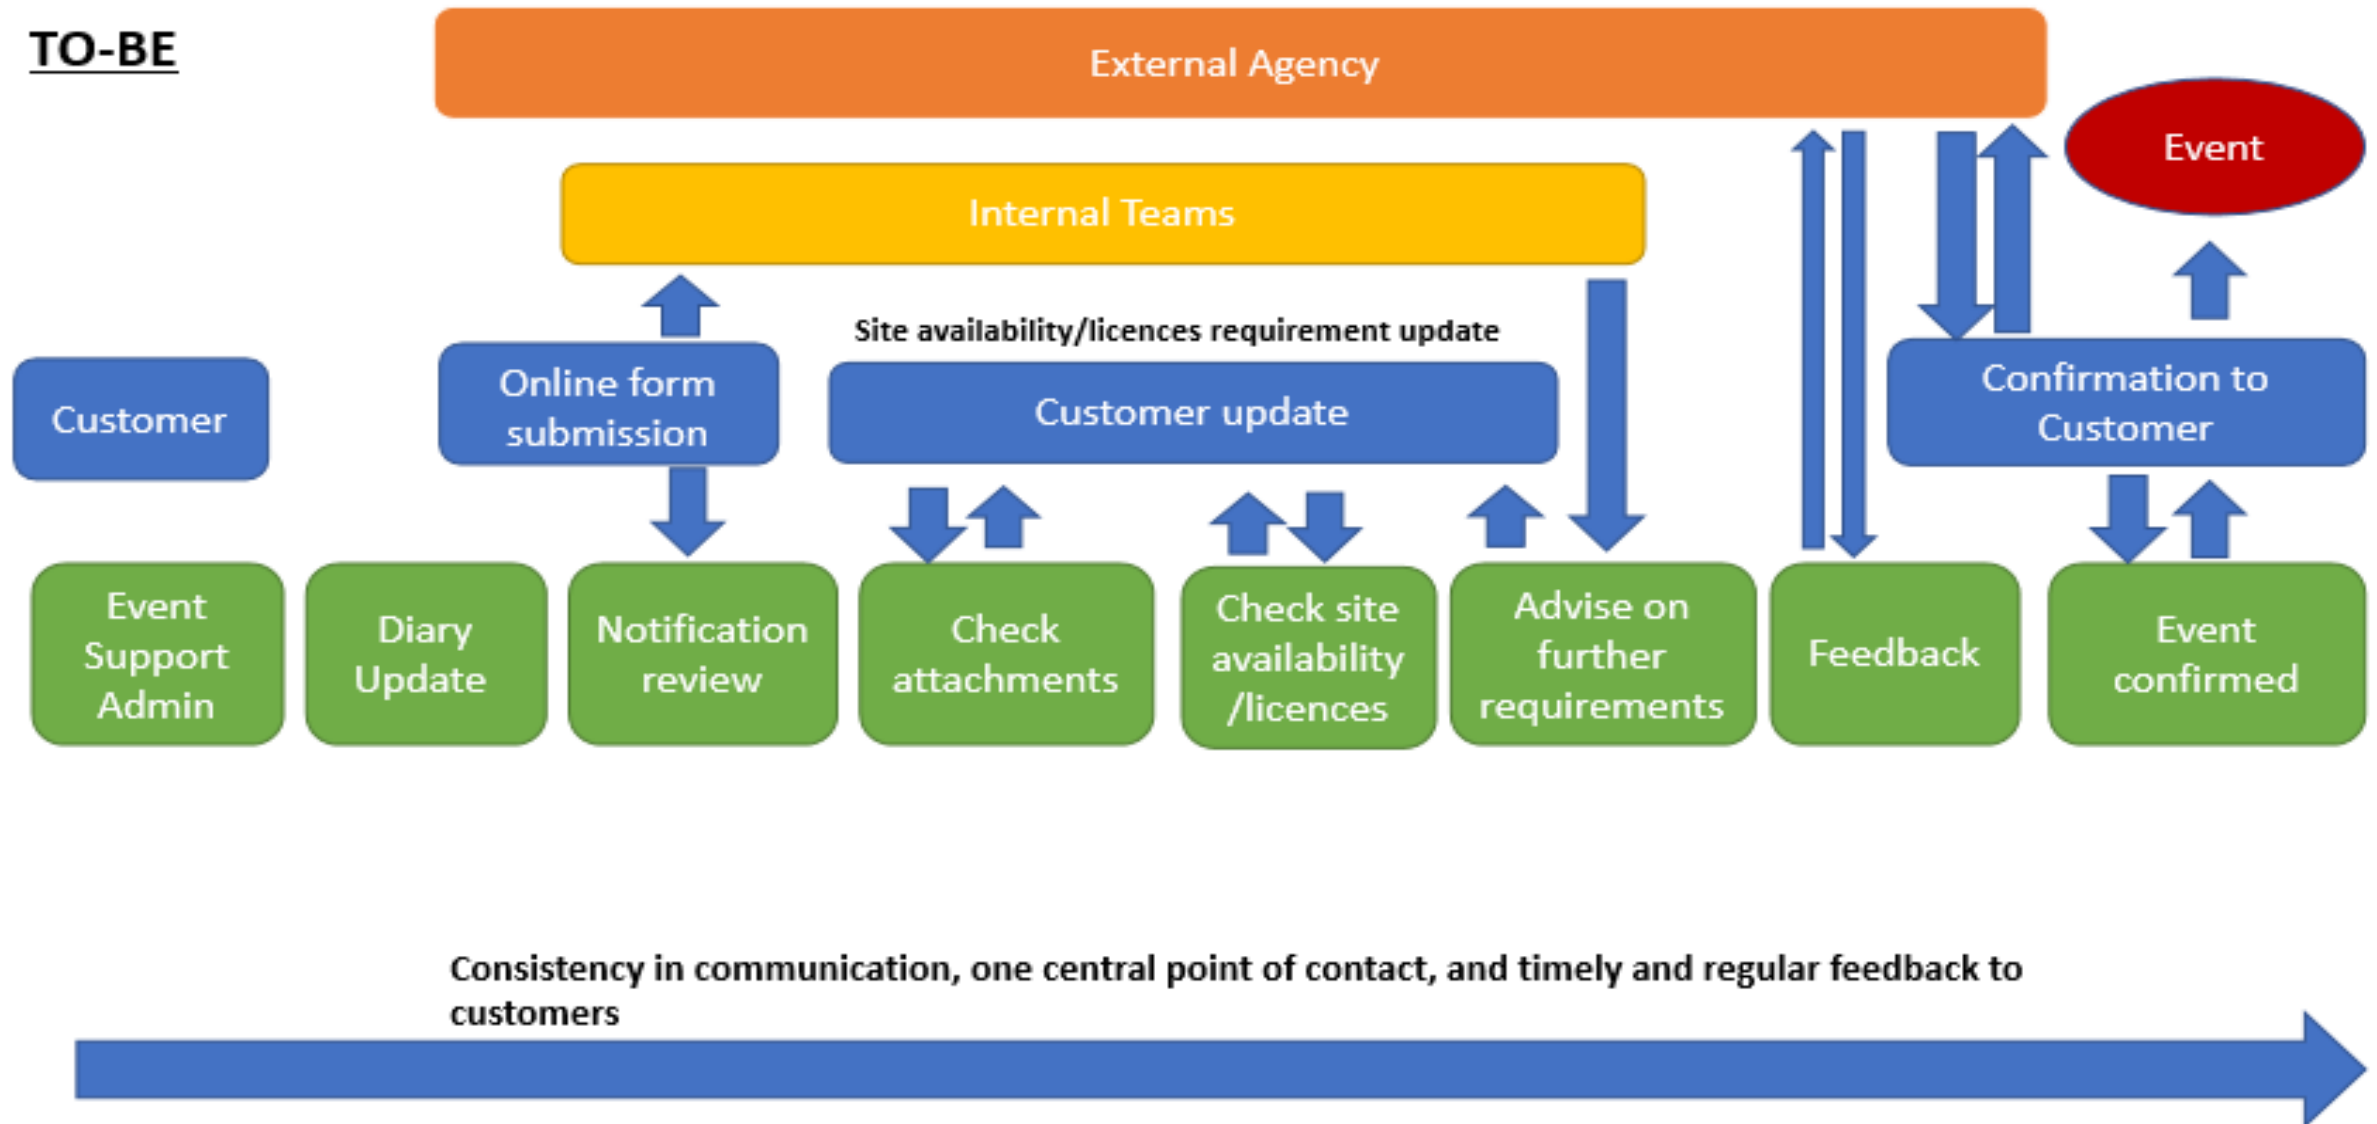 TO-BE
External Agency
Event
Internal Teams
Site availability/licences requirement update
Customer
Online form
submission
Customer update
Confirmation to
Customer
Event
Support
Admin
Diary
Update
Notification
review
Check
attachments
Check site
availability
/licences
Advise on
further
requirements
Feedback
Event
confirmed
Consistency in communication, one central point of contact, and timely and regular feedback to
customers